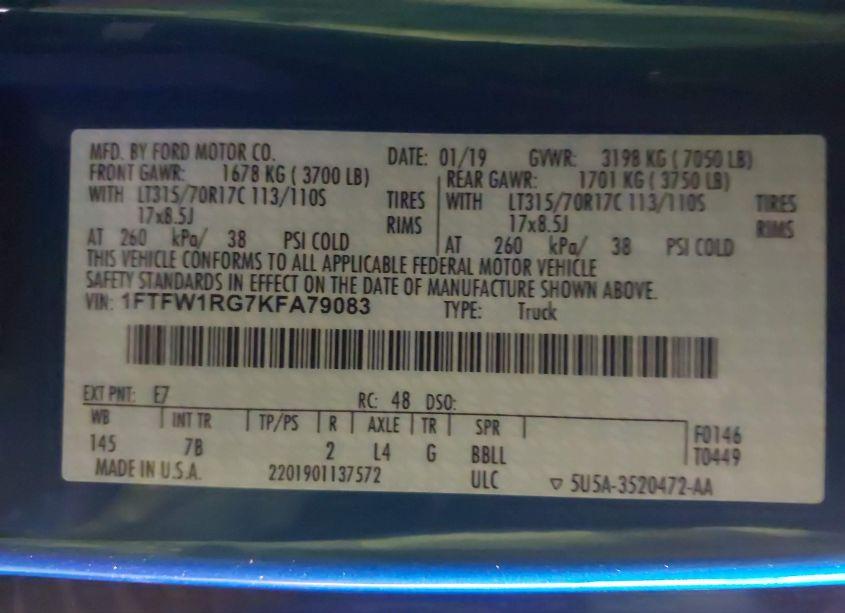 MFD. BY FORD MOTOR CO. DATE: 01/19 GVWR: 3198 KG ( 7050 LB)
FRONT GAWR: 1678 KG ( 3700 LB) REAR GAWR: 1701 KG ( 3750 LB)
WITH LT315/70R17C 113/110S TIRES WITH LT315/70R17C 113/110S TIRES
17x8.5J RIMS 17x8.5J RIMS
AT 260 kPa/ 38 PSI COLD AT 260 kPa/ 38 PSI COLD
THIS VEHICLE CONFORMS TO ALL APPLICABLE FEDERAL MOTOR VEHICLE
SAFETY STANDARDS IN EFFECT ON THE DATE OF MANUFACTURE SHOWN ABOVE.
VIN: 1FTFW1RG7KFA79083 TYPE: Truck
EXT PNT: E7 RC: 48 DSO:
WB INT TR TP/PS R AXLE TR SPR F0146
145 7B 2 L4 G BBLL T0449
MADE IN U.S.A. 2201901137572 ULC ▽ 5U5A-3520472-AA